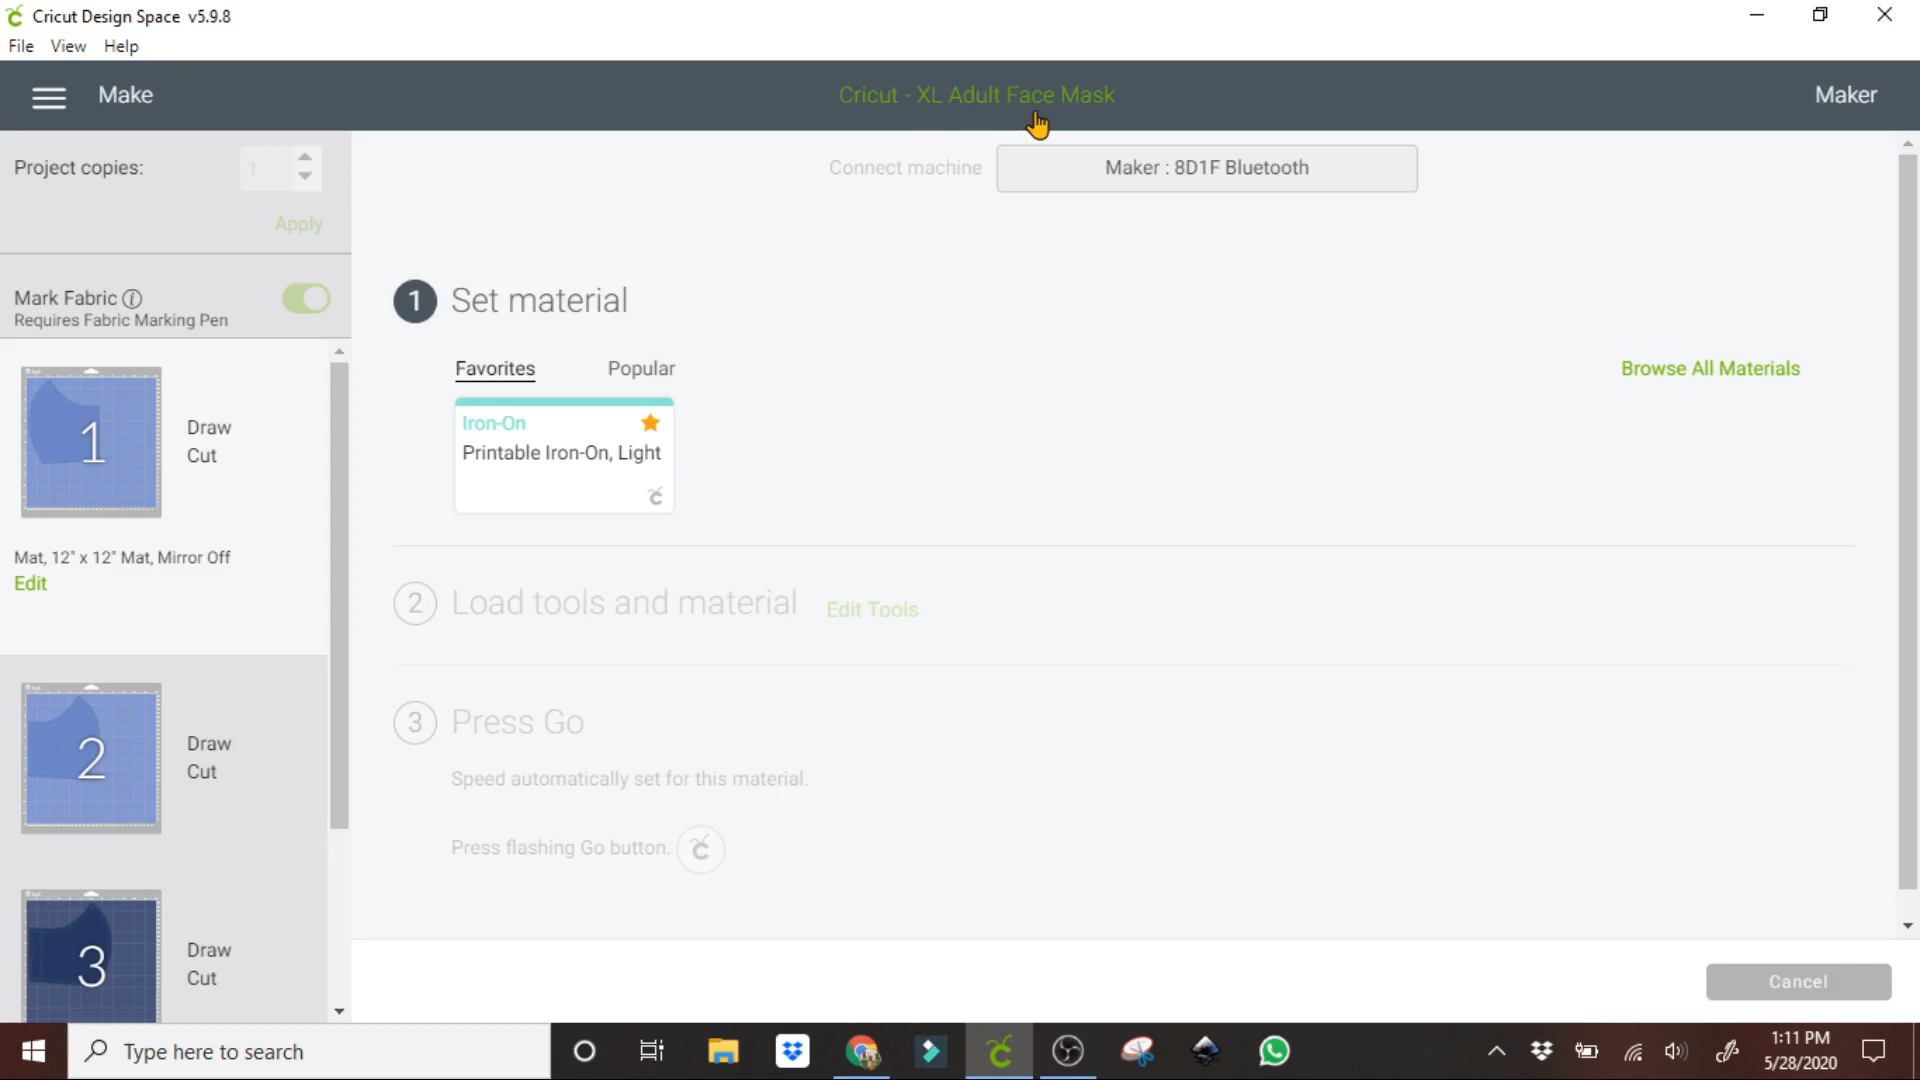 Cricut Design Space v5.9.8
File View Help
Make
Cricut - XL Adult Face Mask
Maker
Project copies: 1
Apply
Connect machine
Maker : 8D1F Bluetooth
Mark Fabric
Requires Fabric Marking Pen
1 Set material
Favorites Popular
Browse All Materials
Iron-On
Printable Iron-On, Light
1
Draw
Cut
Mat, 12" x 12" Mat, Mirror Off
Edit
2 Load tools and material Edit Tools
2
Draw
Cut
3 Press Go
Speed automatically set for this material.
Press flashing Go button.
3
Draw
Cut
Cancel
Type here to search
1:11 PM
5/28/2020